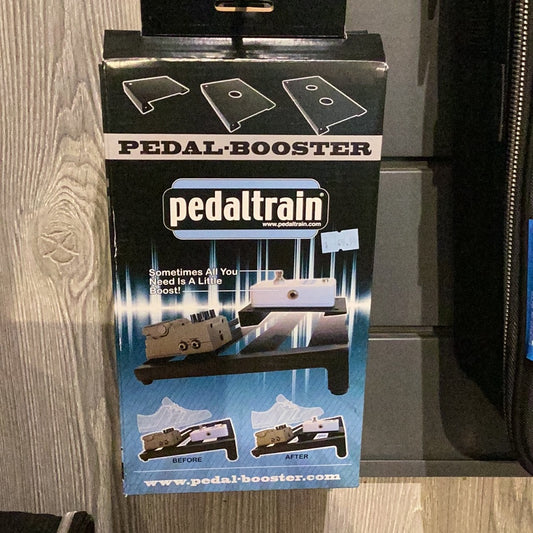 PEDAL-BOOSTER
pedaltrain®
www.pedaltrain.com
Sometimes All You
Need Is A Little
Boost!
BEFORE
AFTER
www.pedal-booster.com